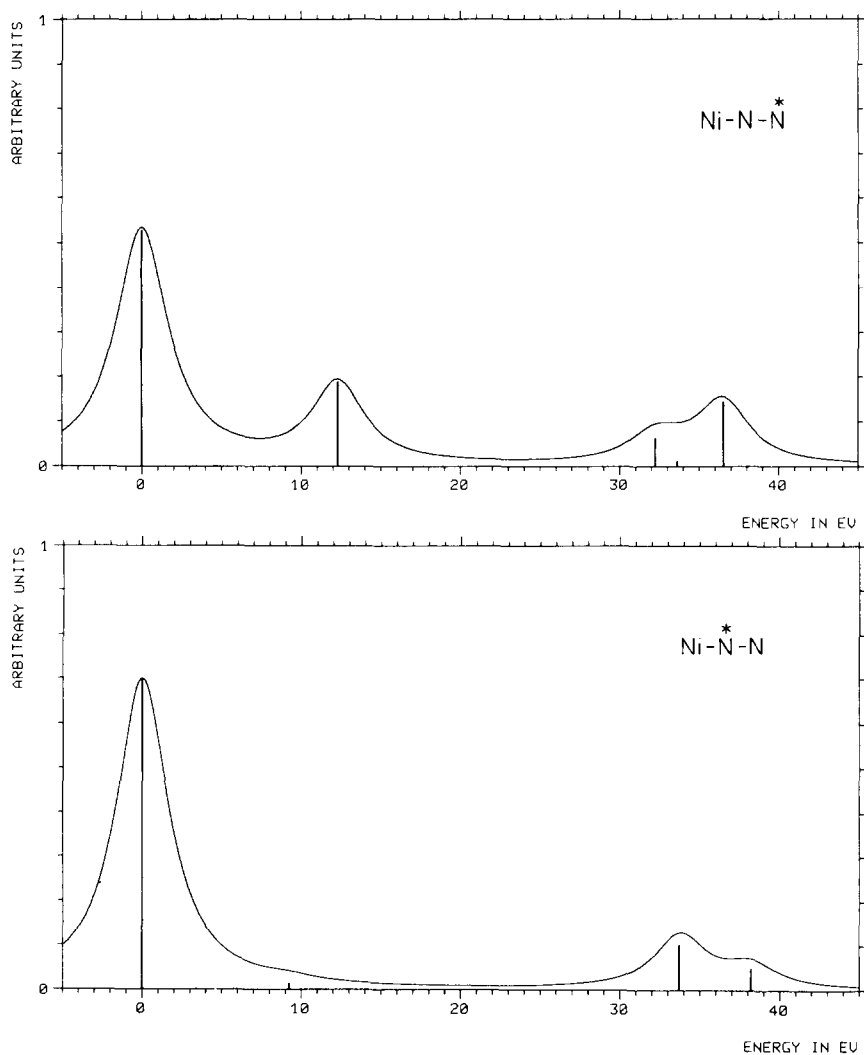 1
ARBITRARY UNITS
*
Ni-N-N
0
0 10 20 30 40
ENERGY IN EV
1
ARBITRARY UNITS
*
Ni-N-N
0
0 10 20 30 40
ENERGY IN EV